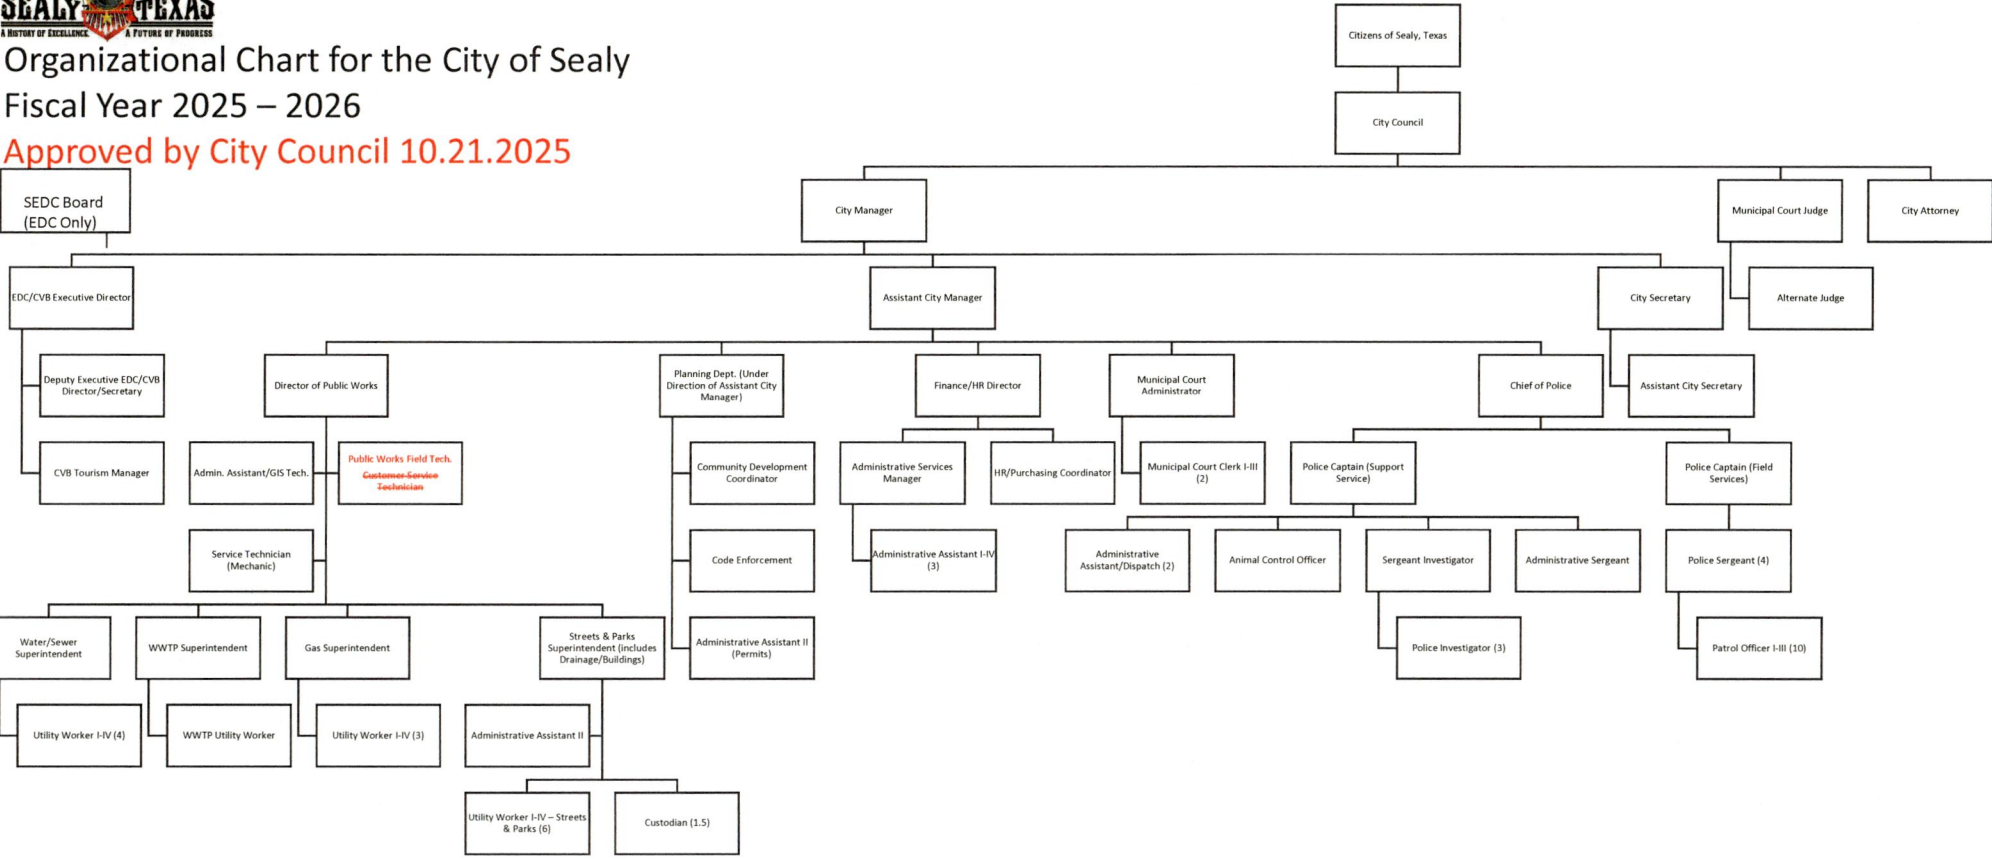 SEALY TEXAS
A HISTORY OF EXCELLENCE A FUTURE OF PROGRESS
Organizational Chart for the City of Sealy
Fiscal Year 2025 – 2026
Approved by City Council 10.21.2025
Citizens of Sealy, Texas
City Council
SEDC Board
(EDC Only)
City Manager
Municipal Court Judge
City Attorney
EDC/CVB Executive Director
Assistant City Manager
City Secretary
Alternate Judge
Deputy Executive EDC/CVB
Director/Secretary
Director of Public Works
Planning Dept. (Under
Direction of Assistant City
Manager)
Finance/HR Director
Municipal Court
Administrator
Chief of Police
Assistant City Secretary
CVB Tourism Manager
Admin. Assistant/GIS Tech.
Public Works Field Tech.
Customer Service
Technician
Community Development
Coordinator
Administrative Services
Manager
HR/Purchasing Coordinator
Municipal Court Clerk I-III
(2)
Police Captain (Support
Service)
Police Captain (Field
Services)
Service Technician
(Mechanic)
Code Enforcement
Administrative Assistant I-IV
(3)
Administrative
Assistant/Dispatch (2)
Animal Control Officer
Sergeant Investigator
Administrative Sergeant
Police Sergeant (4)
Water/Sewer
Superintendent
WWTP Superintendent
Gas Superintendent
Streets & Parks
Superintendent (includes
Drainage/Buildings)
Administrative Assistant II
(Permits)
Police Investigator (3)
Patrol Officer I-III (10)
Utility Worker I-IV (4)
WWTP Utility Worker
Utility Worker I-IV (3)
Administrative Assistant II
Utility Worker I-IV – Streets
& Parks (6)
Custodian (1.5)